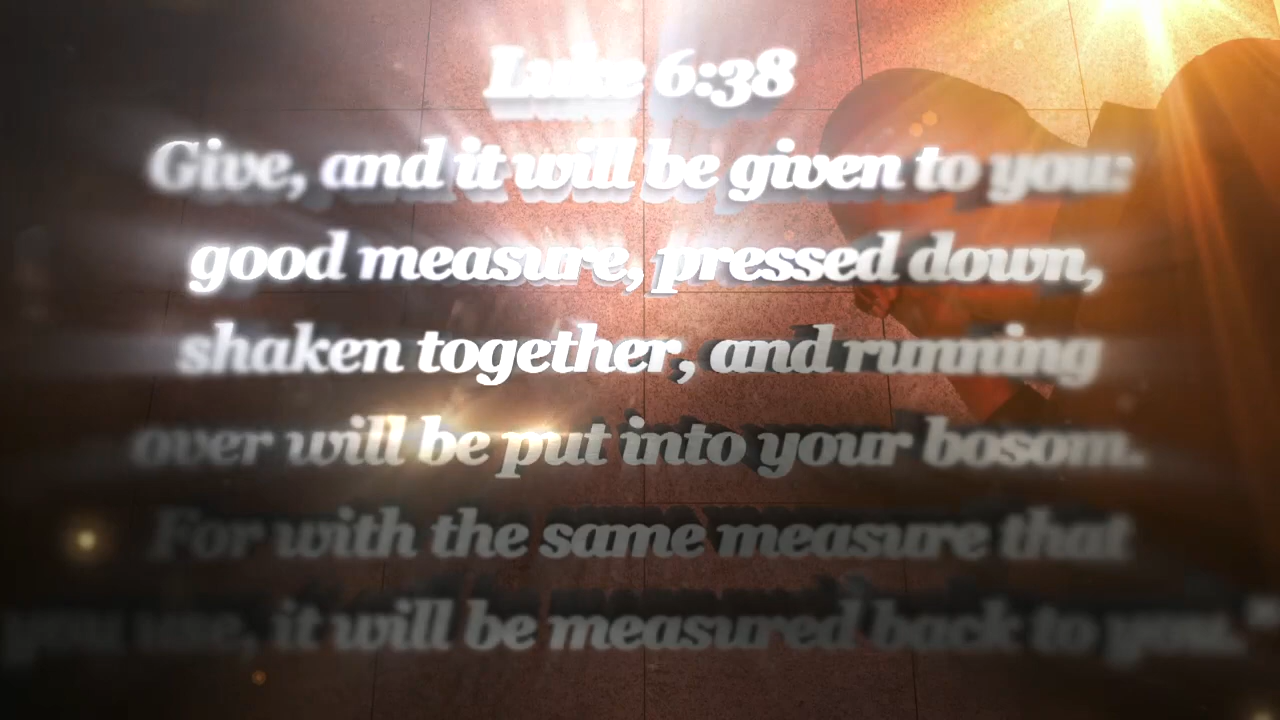 Luke 6:38
Give, and it will be given to you:
good measure, pressed down,
shaken together, and running
over will be put into your bosom.
For with the same measure that
you use, it will be measured back to you."